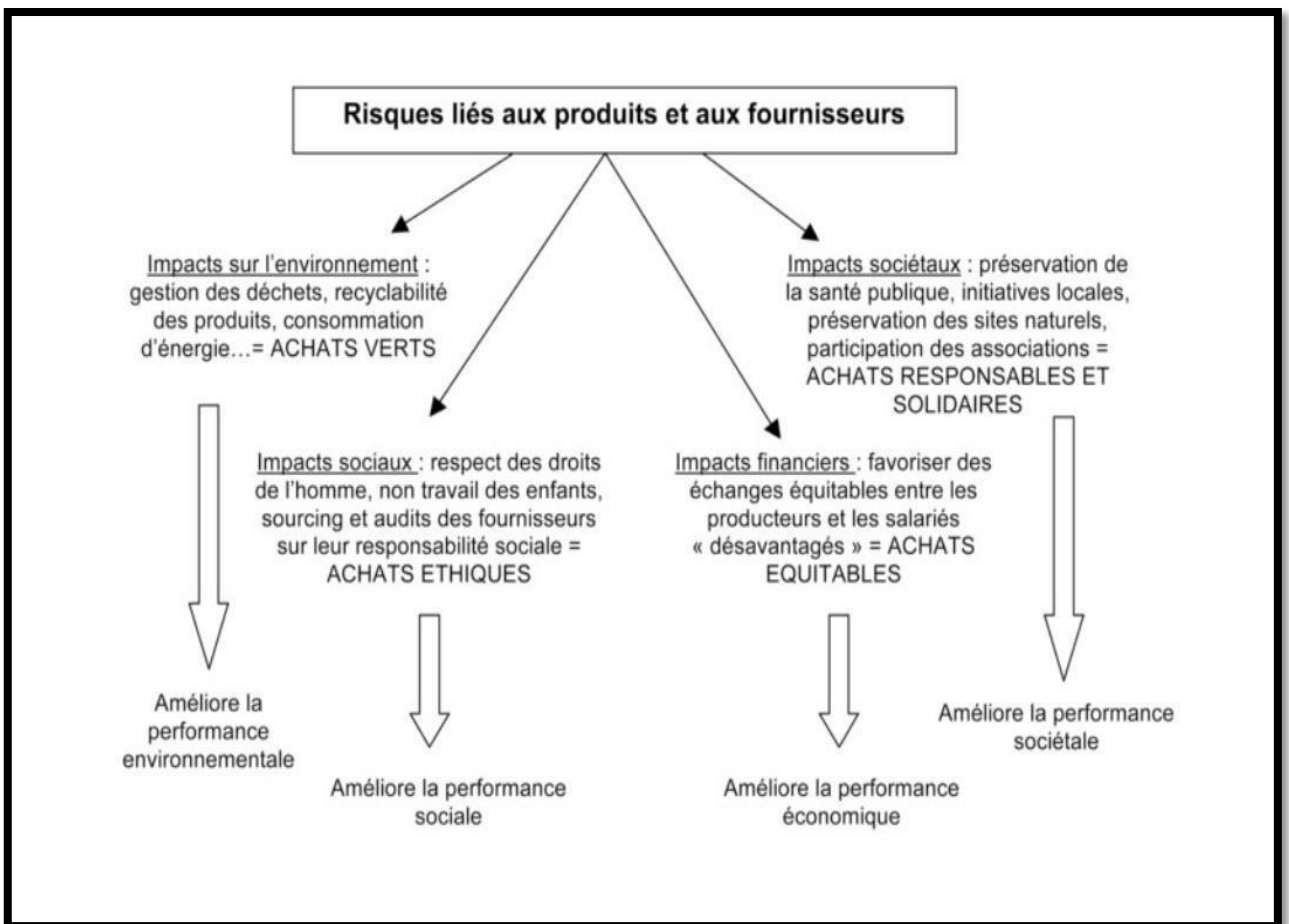 Risques liés aux produits et aux fournisseurs
Impacts sur l'environnement :
gestion des déchets, recyclabilité
des produits, consommation
d'énergie…= ACHATS VERTS
Impacts sociétaux : préservation de
la santé publique, initiatives locales,
préservation des sites naturels,
participation des associations =
ACHATS RESPONSABLES ET
SOLIDAIRES
Impacts sociaux : respect des droits
de l'homme, non travail des enfants,
sourcing et audits des fournisseurs
sur leur responsabilité sociale =
ACHATS ETHIQUES
Impacts financiers : favoriser des
échanges équitables entre les
producteurs et les salariés
« désavantagés » = ACHATS
EQUITABLES
Améliore la
performance
environnementale
Améliore la performance
sociale
Améliore la performance
économique
Améliore la performance
sociétale